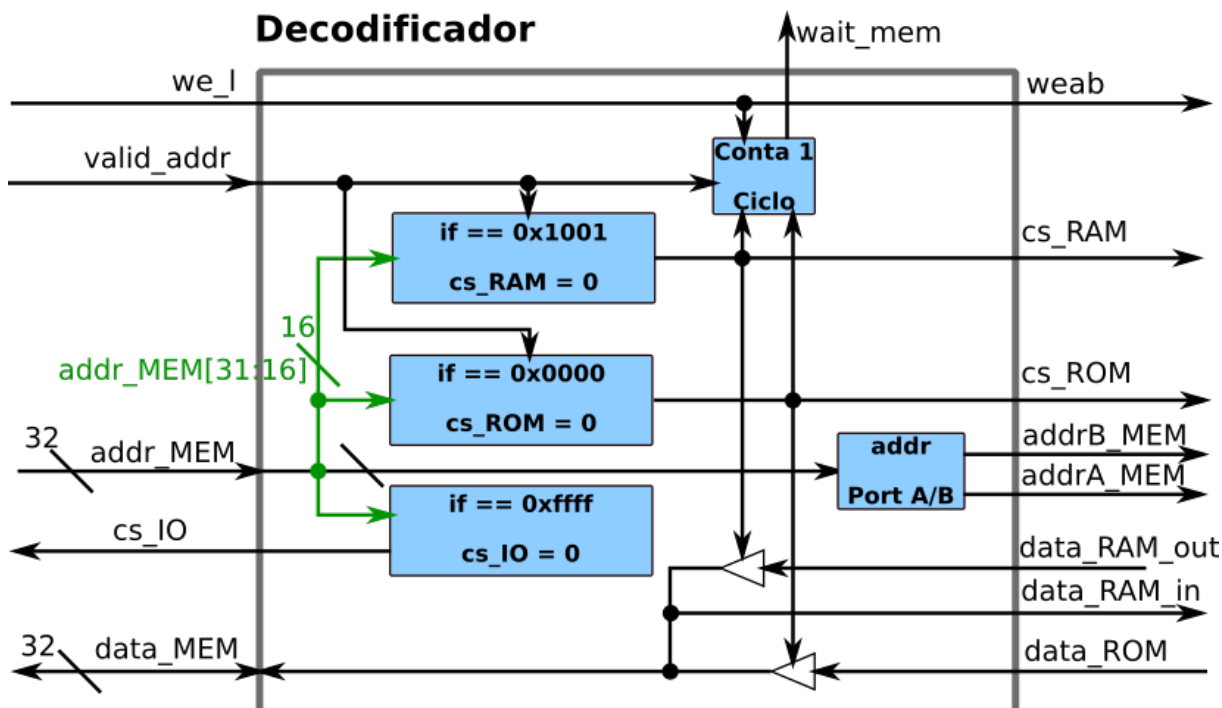 Decodificador
wait_mem
we_l
weab
valid_addr
Conta 1
Ciclo
if == 0x1001
cs_RAM = 0
cs_RAM
16
addr_MEM[31:16]
if == 0x0000
cs_ROM = 0
cs_ROM
32
addr_MEM
addr
Port A/B
addrB_MEM
addrA_MEM
if == 0xffff
cs_IO = 0
cs_IO
data_RAM_out
data_RAM_in
32
data_MEM
data_ROM